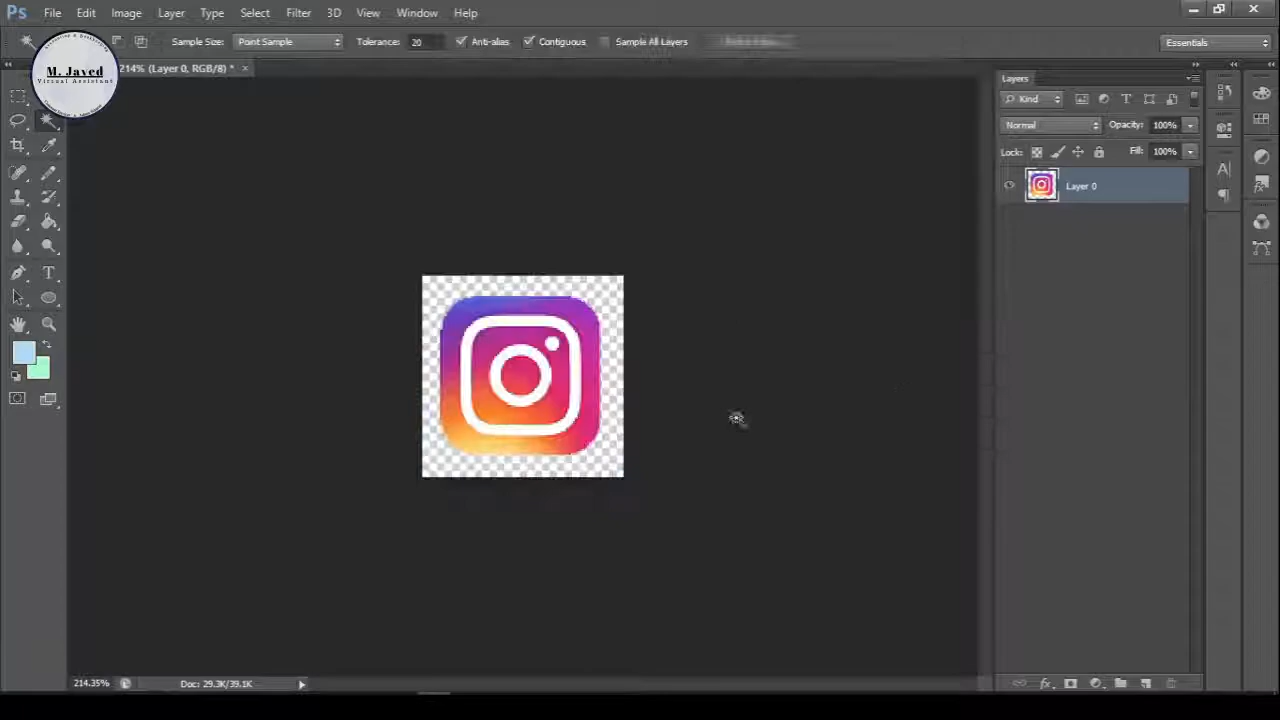 Ps File Edit Image Layer Type Select Filter 3D View Window Help
Sample Size: Point Sample Tolerance: 20 Anti-alias Contiguous Sample All Layers Essentials
M. Javed
Virtual Assistant
214% (Layer 0, RGB/8) * ×
Layers
Kind
Normal Opacity: 100%
Lock: Fill: 100%
Layer 0
214.35% Doc: 29.3K/39.1K